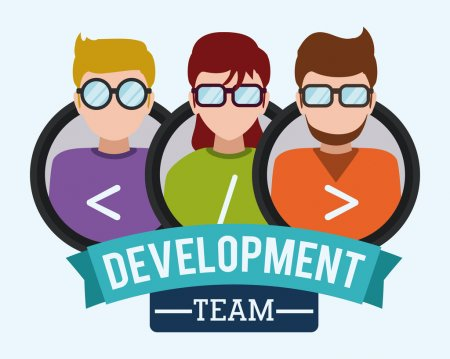 < / >
DEVELOPMENT
TEAM